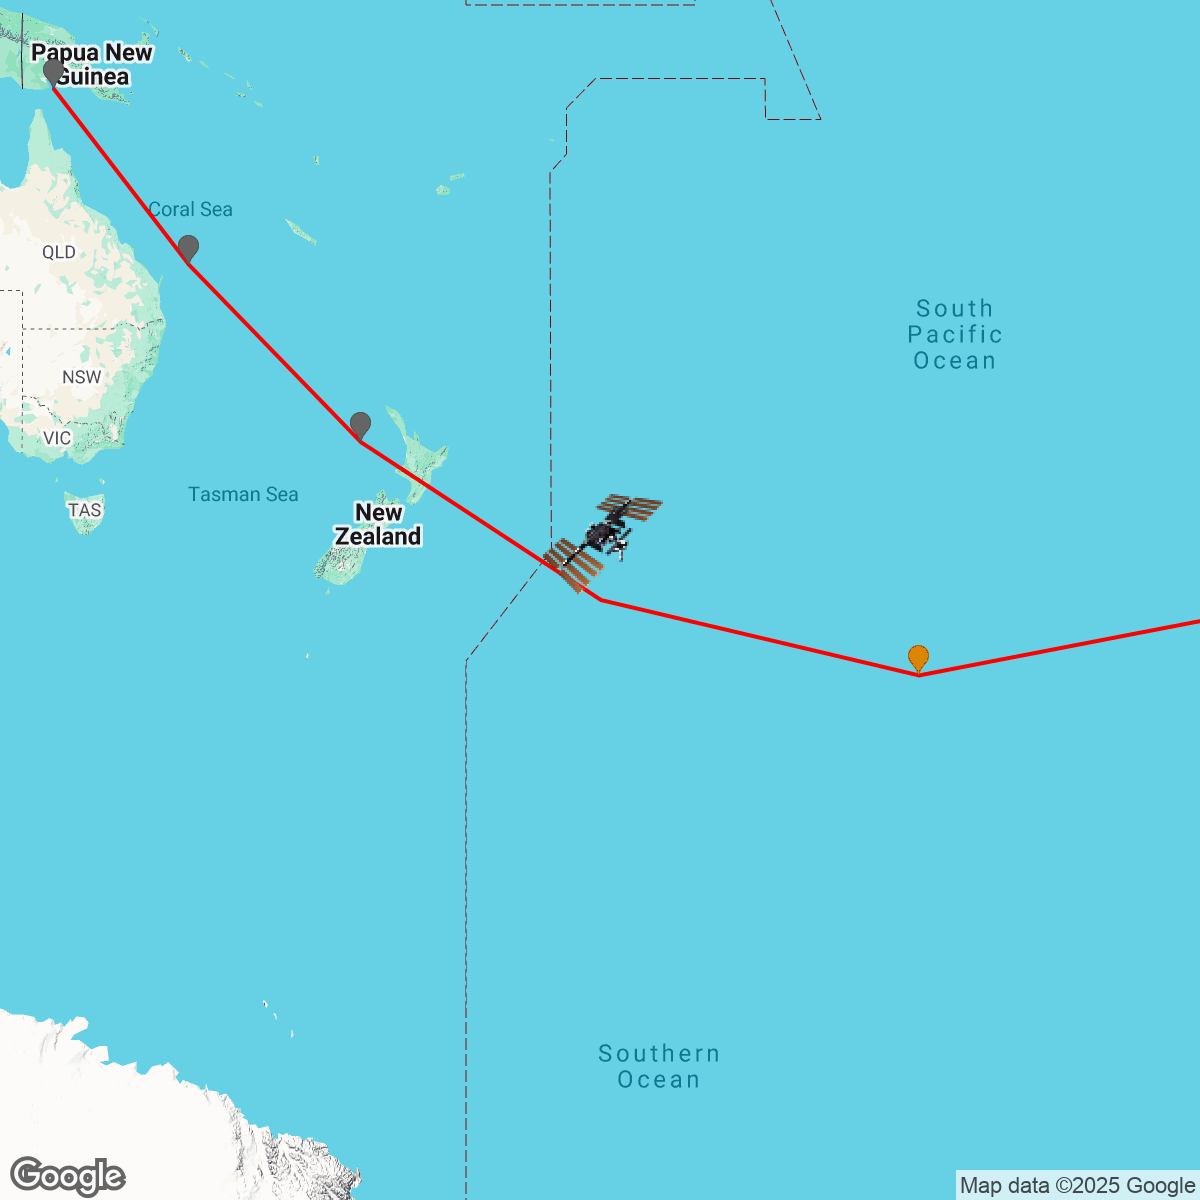 Papua New
Guinea
Coral Sea
QLD
South
Pacific
Ocean
NSW
VIC
Tasman Sea
TAS
New
Zealand
Southern
Ocean
Google
Map data ©2025 Google